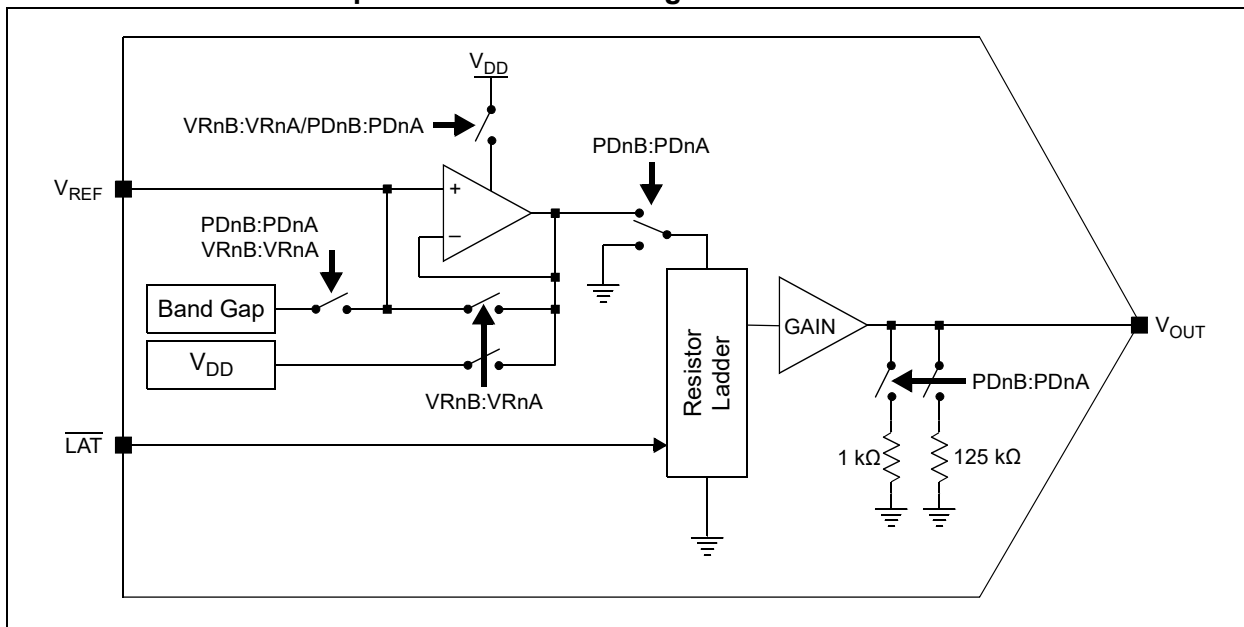 VDD
VRnB:VRnA/PDnB:PDnA
PDnB:PDnA
VREF
+
–
PDnB:PDnA
VRnB:VRnA
Band Gap
VDD
VRnB:VRnA
Resistor
Ladder
GAIN
VOUT
PDnB:PDnA
LAT
1 kΩ
125 kΩ